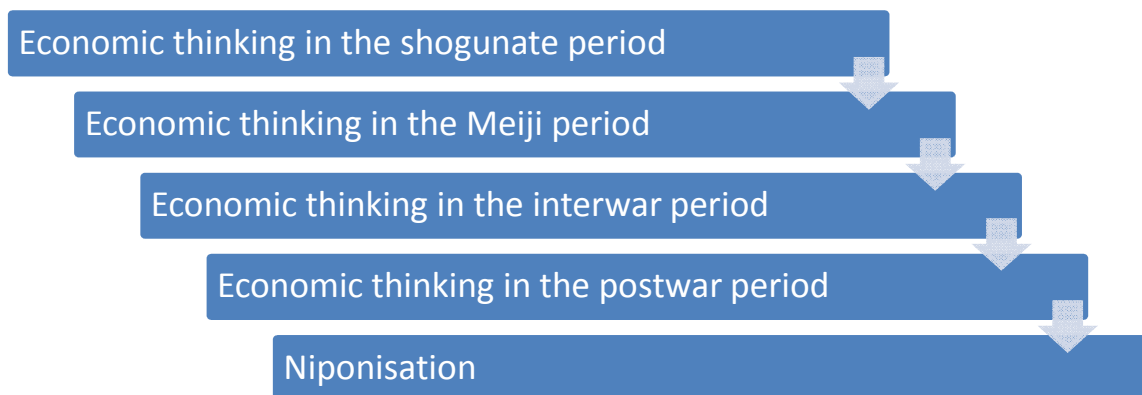 Economic thinking in the shogunate period
Economic thinking in the Meiji period
Economic thinking in the interwar period
Economic thinking in the postwar period
Niponisation